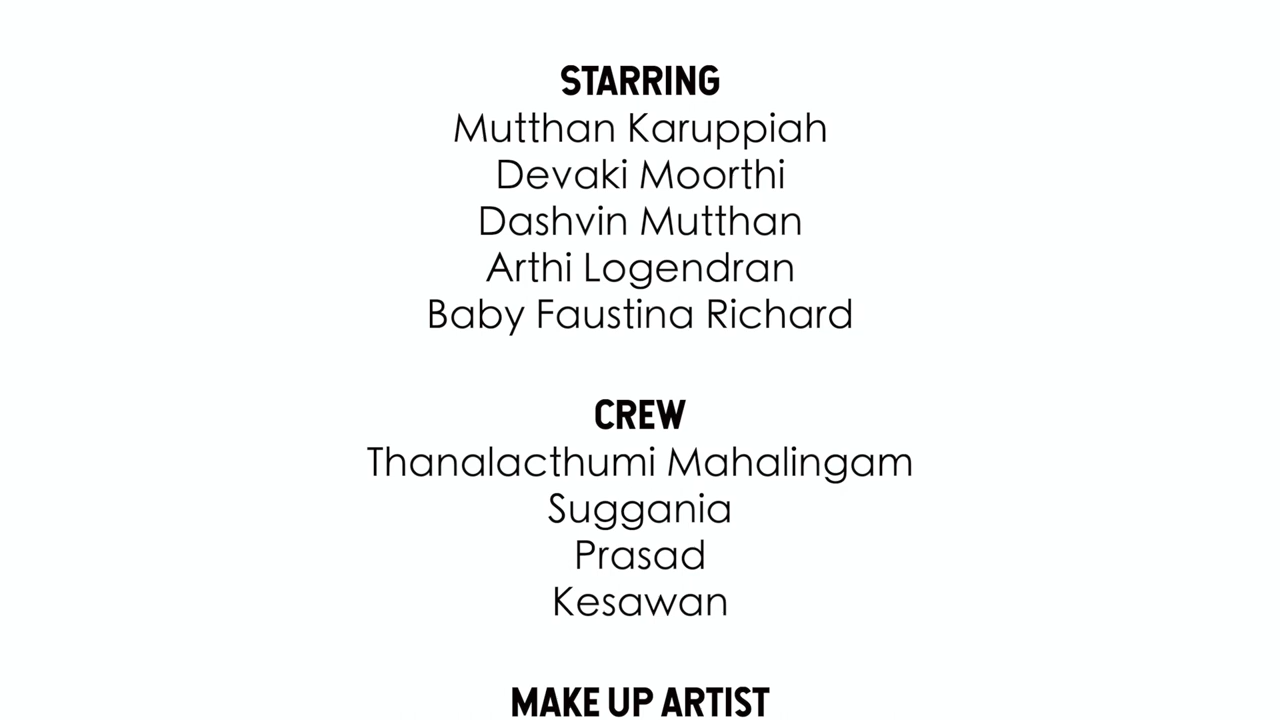 STARRING
Mutthan Karuppiah
Devaki Moorthi
Dashvin Mutthan
Arthi Logendran
Baby Faustina Richard
CREW
Thanalacthumi Mahalingam
Suggania
Prasad
Kesawan
MAKE UP ARTIST